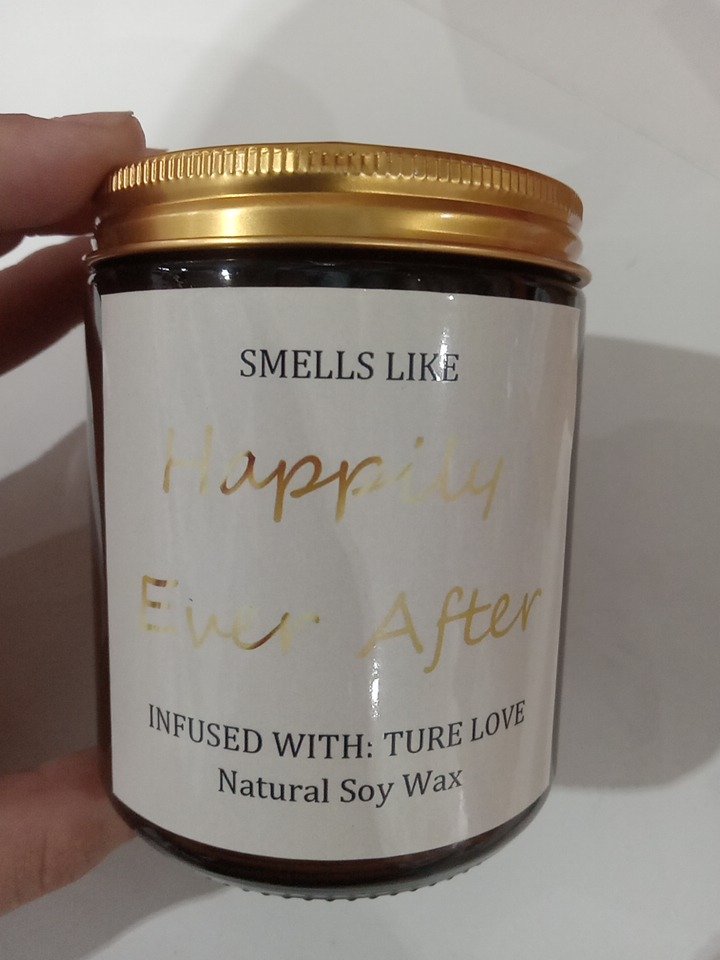 SMELLS LIKE
Happily
Ever After
INFUSED WITH: TURE LOVE
Natural Soy Wax